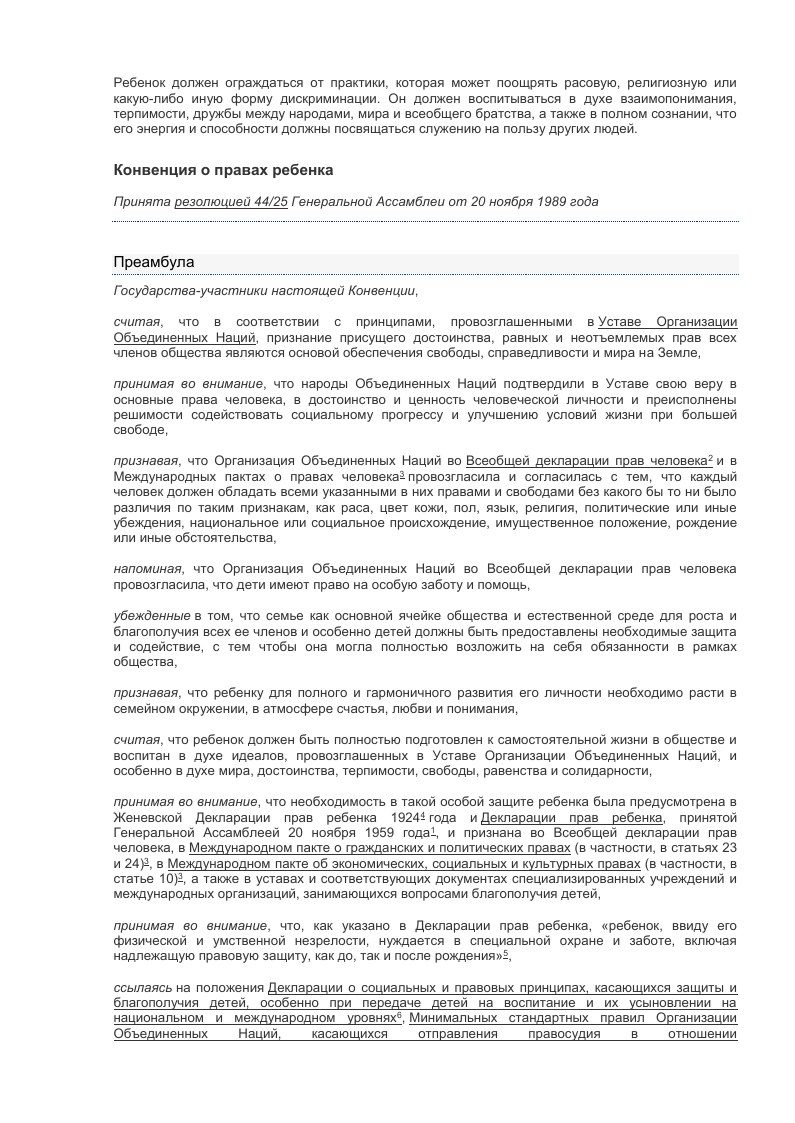 Ребенок должен ограждаться от практики, которая может поощрять расовую, религиозную или
какую-либо иную форму дискриминации. Он должен воспитываться в духе взаимопонимания,
терпимости, дружбы между народами, мира и всеобщего братства, а также в полном сознании, что
его энергия и способности должны посвящаться служению на пользу других людей.
Конвенция о правах ребенка
Принята резолюцией 44/25 Генеральной Ассамблеи от 20 ноября 1989 года
Преамбула
Государства-участники настоящей Конвенции,
считая, что в соответствии с принципами, провозглашенными в Уставе Организации
Объединенных Наций, признание присущего достоинства, равных и неотъемлемых прав всех
членов общества являются основой обеспечения свободы, справедливости и мира на Земле,
принимая во внимание, что народы Объединенных Наций подтвердили в Уставе свою веру в
основные права человека, в достоинство и ценность человеческой личности и преисполнены
решимости содействовать социальному прогрессу и улучшению условий жизни при большей
свободе,
признавая, что Организация Объединенных Наций во Всеобщей декларации прав человека2 и в
Международных пактах о правах человека3 провозгласила и согласилась с тем, что каждый
человек должен обладать всеми указанными в них правами и свободами без какого бы то ни было
различия по таким признакам, как раса, цвет кожи, пол, язык, религия, политические или иные
убеждения, национальное или социальное происхождение, имущественное положение, рождение
или иные обстоятельства,
напоминая, что Организация Объединенных Наций во Всеобщей декларации прав человека
провозгласила, что дети имеют право на особую заботу и помощь,
убежденные в том, что семье как основной ячейке общества и естественной среде для роста и
благополучия всех ее членов и особенно детей должны быть предоставлены необходимые защита
и содействие, с тем чтобы она могла полностью возложить на себя обязанности в рамках
общества,
признавая, что ребенку для полного и гармоничного развития его личности необходимо расти в
семейном окружении, в атмосфере счастья, любви и понимания,
считая, что ребенок должен быть полностью подготовлен к самостоятельной жизни в обществе и
воспитан в духе идеалов, провозглашенных в Уставе Организации Объединенных Наций, и
особенно в духе мира, достоинства, терпимости, свободы, равенства и солидарности,
принимая во внимание, что необходимость в такой особой защите ребенка была предусмотрена в
Женевской Декларации прав ребенка 19244 года и Декларации прав ребенка, принятой
Генеральной Ассамблеей 20 ноября 1959 года1, и признана во Всеобщей декларации прав
человека, в Международном пакте о гражданских и политических правах (в частности, в статьях 23
и 24)3, в Международном пакте об экономических, социальных и культурных правах (в частности, в
статье 10)3, а также в уставах и соответствующих документах специализированных учреждений и
международных организаций, занимающихся вопросами благополучия детей,
принимая во внимание, что, как указано в Декларации прав ребенка, «ребенок, ввиду его
физической и умственной незрелости, нуждается в специальной охране и заботе, включая
надлежащую правовую защиту, как до, так и после рождения»5,
ссылаясь на положения Декларации о социальных и правовых принципах, касающихся защиты и
благополучия детей, особенно при передаче детей на воспитание и их усыновлении на
национальном и международном уровнях6, Минимальных стандартных правил Организации
Объединенных Наций, касающихся отправления правосудия в отношении